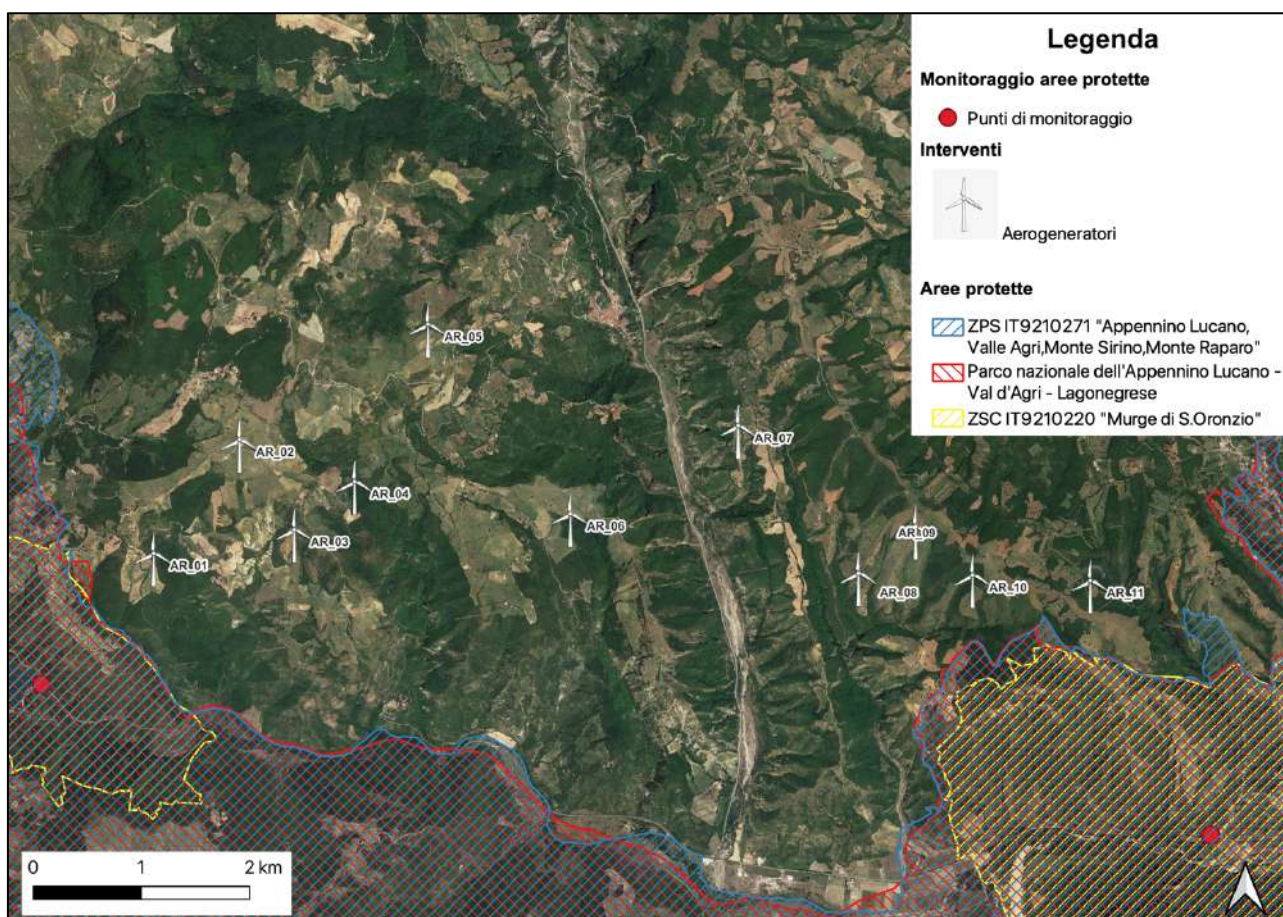 Legenda
Monitoraggio aree protette
Punti di monitoraggio
Interventi
Aerogeneratori
Aree protette
ZPS IT9210271 "Appennino Lucano,
Valle Agri,Monte Sirino,Monte Raparo"
Parco nazionale dell'Appennino Lucano -
Val d'Agri - Lagonegrese
ZSC IT9210220 "Murge di S.Oronzio"
AR_05
AR_02
AR_07
AR_04
AR_06
AR_03
AR_09
AR_01
AR_08
AR_10
AR_11
0 1 2 km